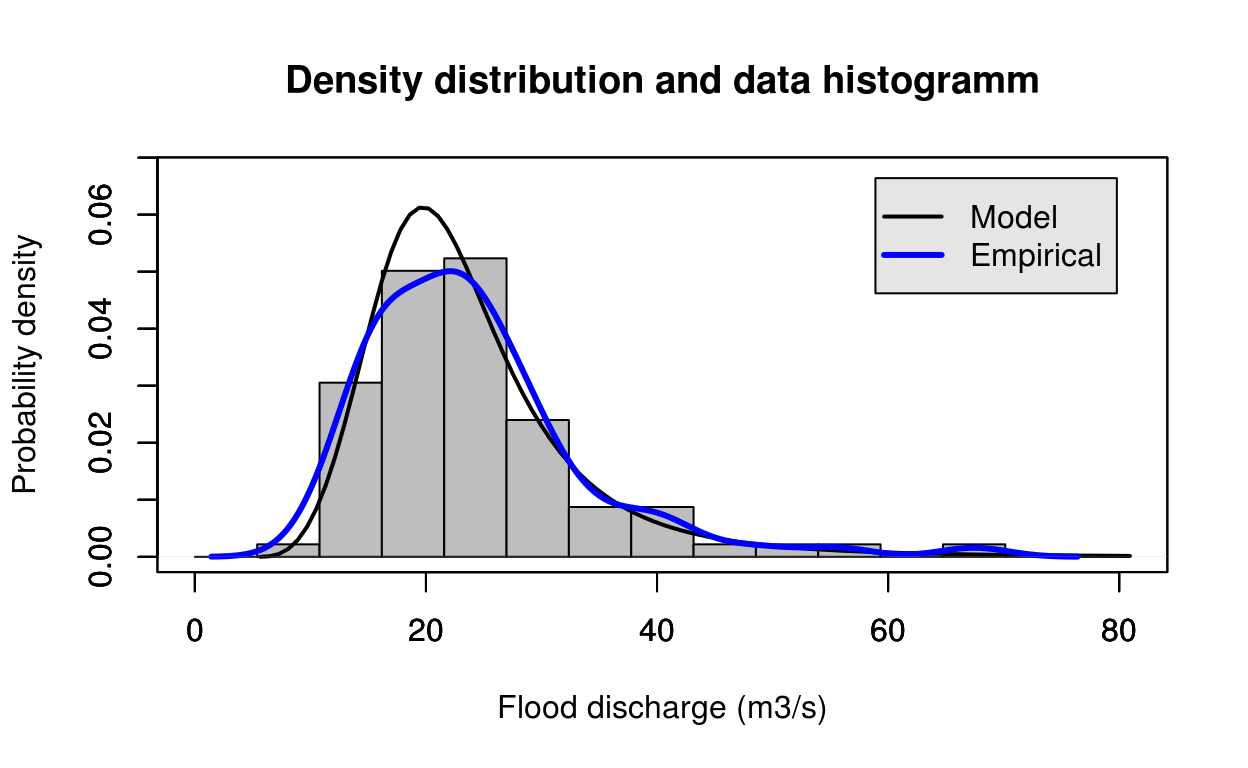 Density distribution and data histogramm
Probability density
0.06
0.04
0.02
0.00
Model
Empirical
0 20 40 60 80
Flood discharge (m3/s)